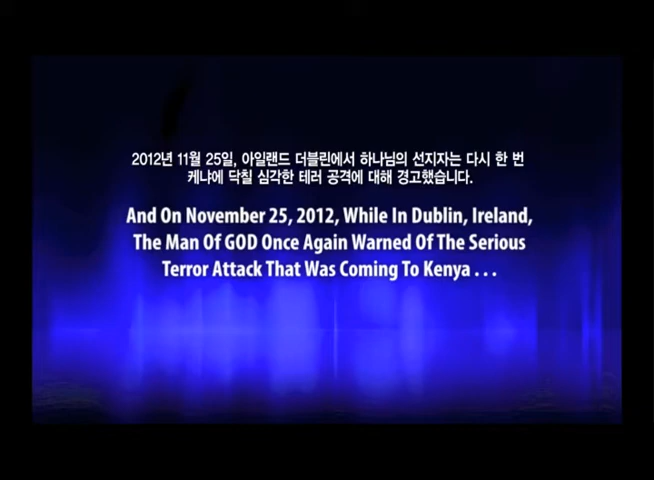 2012년 11월 25일, 아일랜드 더블린에서 하나님의 선지자는 다시 한 번
케냐에 닥칠 심각한 테러 공격에 대해 경고했습니다.
And On November 25, 2012, While In Dublin, Ireland,
The Man Of GOD Once Again Warned Of The Serious
Terror Attack That Was Coming To Kenya . . .